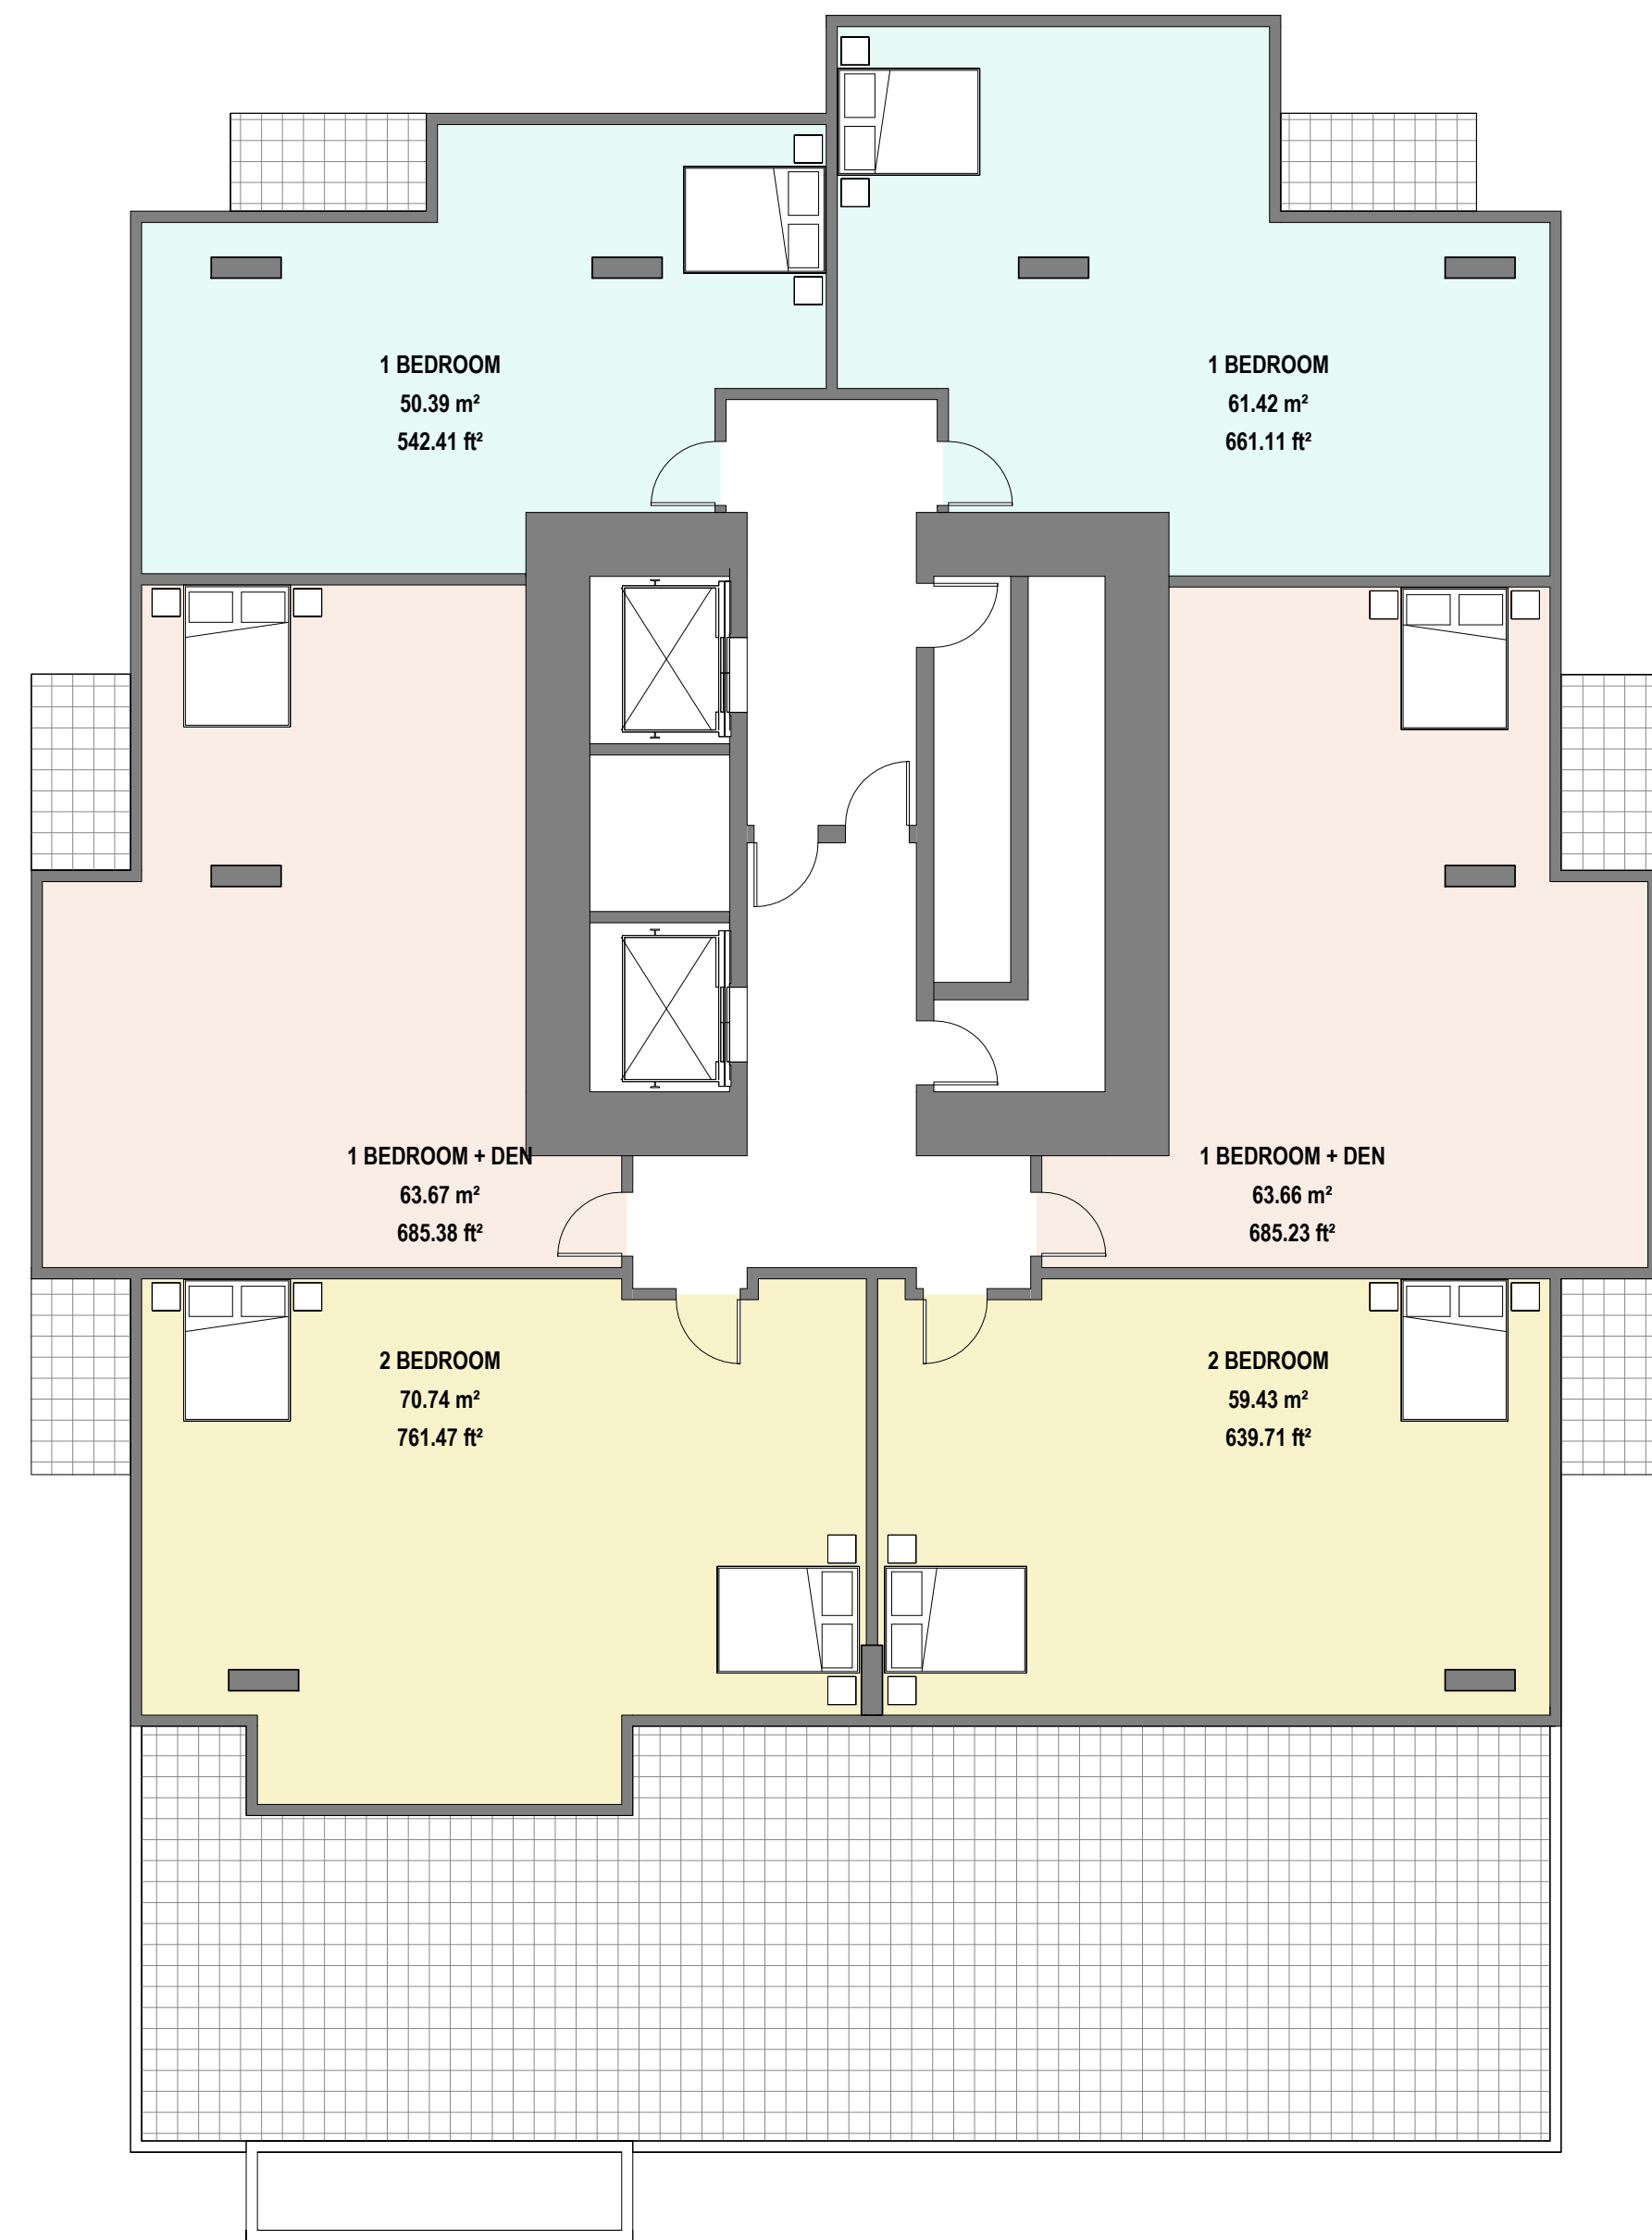 1 BEDROOM
50.39 m²
542.41 ft²
1 BEDROOM
61.42 m²
661.11 ft²
1 BEDROOM + DEN
63.67 m²
685.38 ft²
1 BEDROOM + DEN
63.66 m²
685.23 ft²
2 BEDROOM
70.74 m²
761.47 ft²
2 BEDROOM
59.43 m²
639.71 ft²